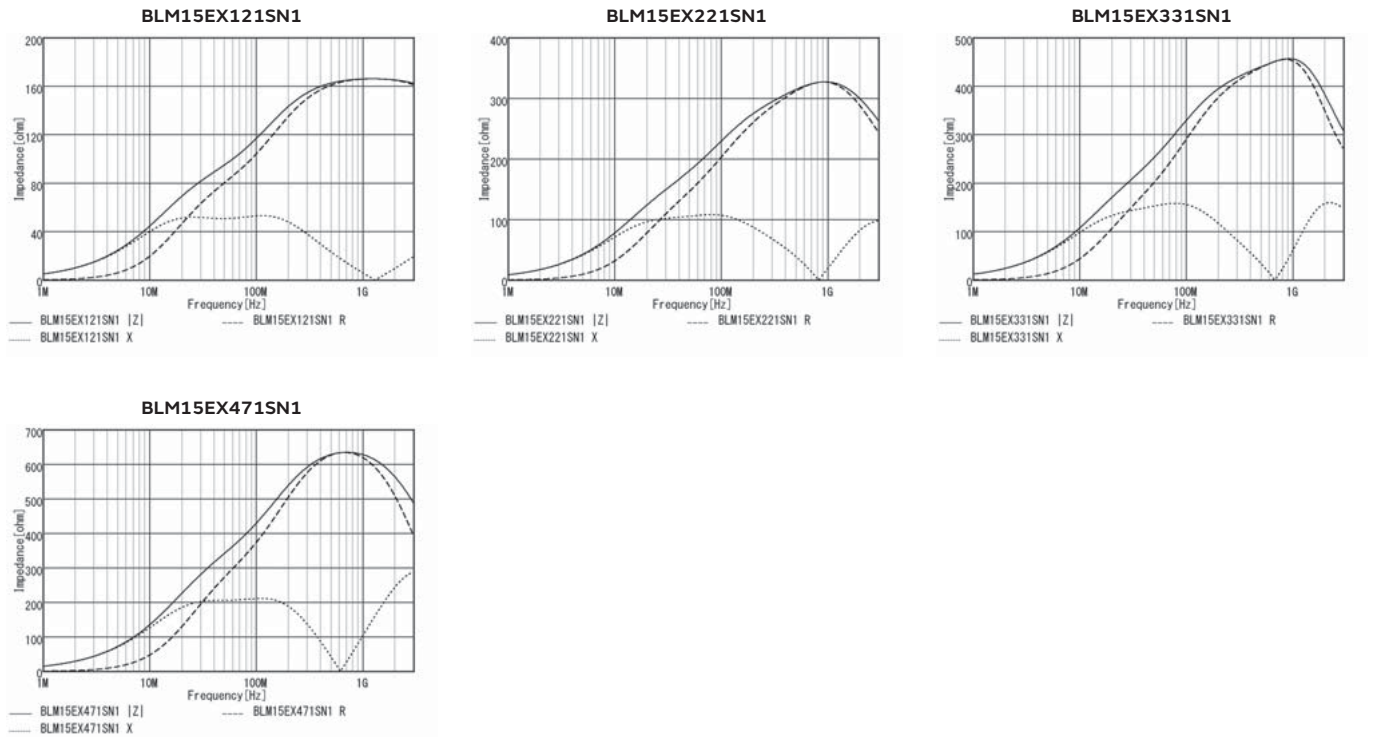 BLM15EX121SN1
200
160
120
80
40
0
Impedance[ohm]
1M
10M
100M
1G
Frequency[Hz]
BLM15EX121SN1 |Z|
BLM15EX121SN1 R
BLM15EX121SN1 X
BLM15EX221SN1
400
300
200
100
0
Impedance[ohm]
1M
10M
100M
1G
Frequency[Hz]
BLM15EX221SN1 |Z|
BLM15EX221SN1 R
BLM15EX221SN1 X
BLM15EX331SN1
500
400
300
200
100
0
Impedance[ohm]
1M
10M
100M
1G
Frequency[Hz]
BLM15EX331SN1 |Z|
BLM15EX331SN1 R
BLM15EX331SN1 X
BLM15EX471SN1
700
600
500
400
300
200
100
0
Impedance[ohm]
1M
10M
100M
1G
Frequency[Hz]
BLM15EX471SN1 |Z|
BLM15EX471SN1 R
BLM15EX471SN1 X